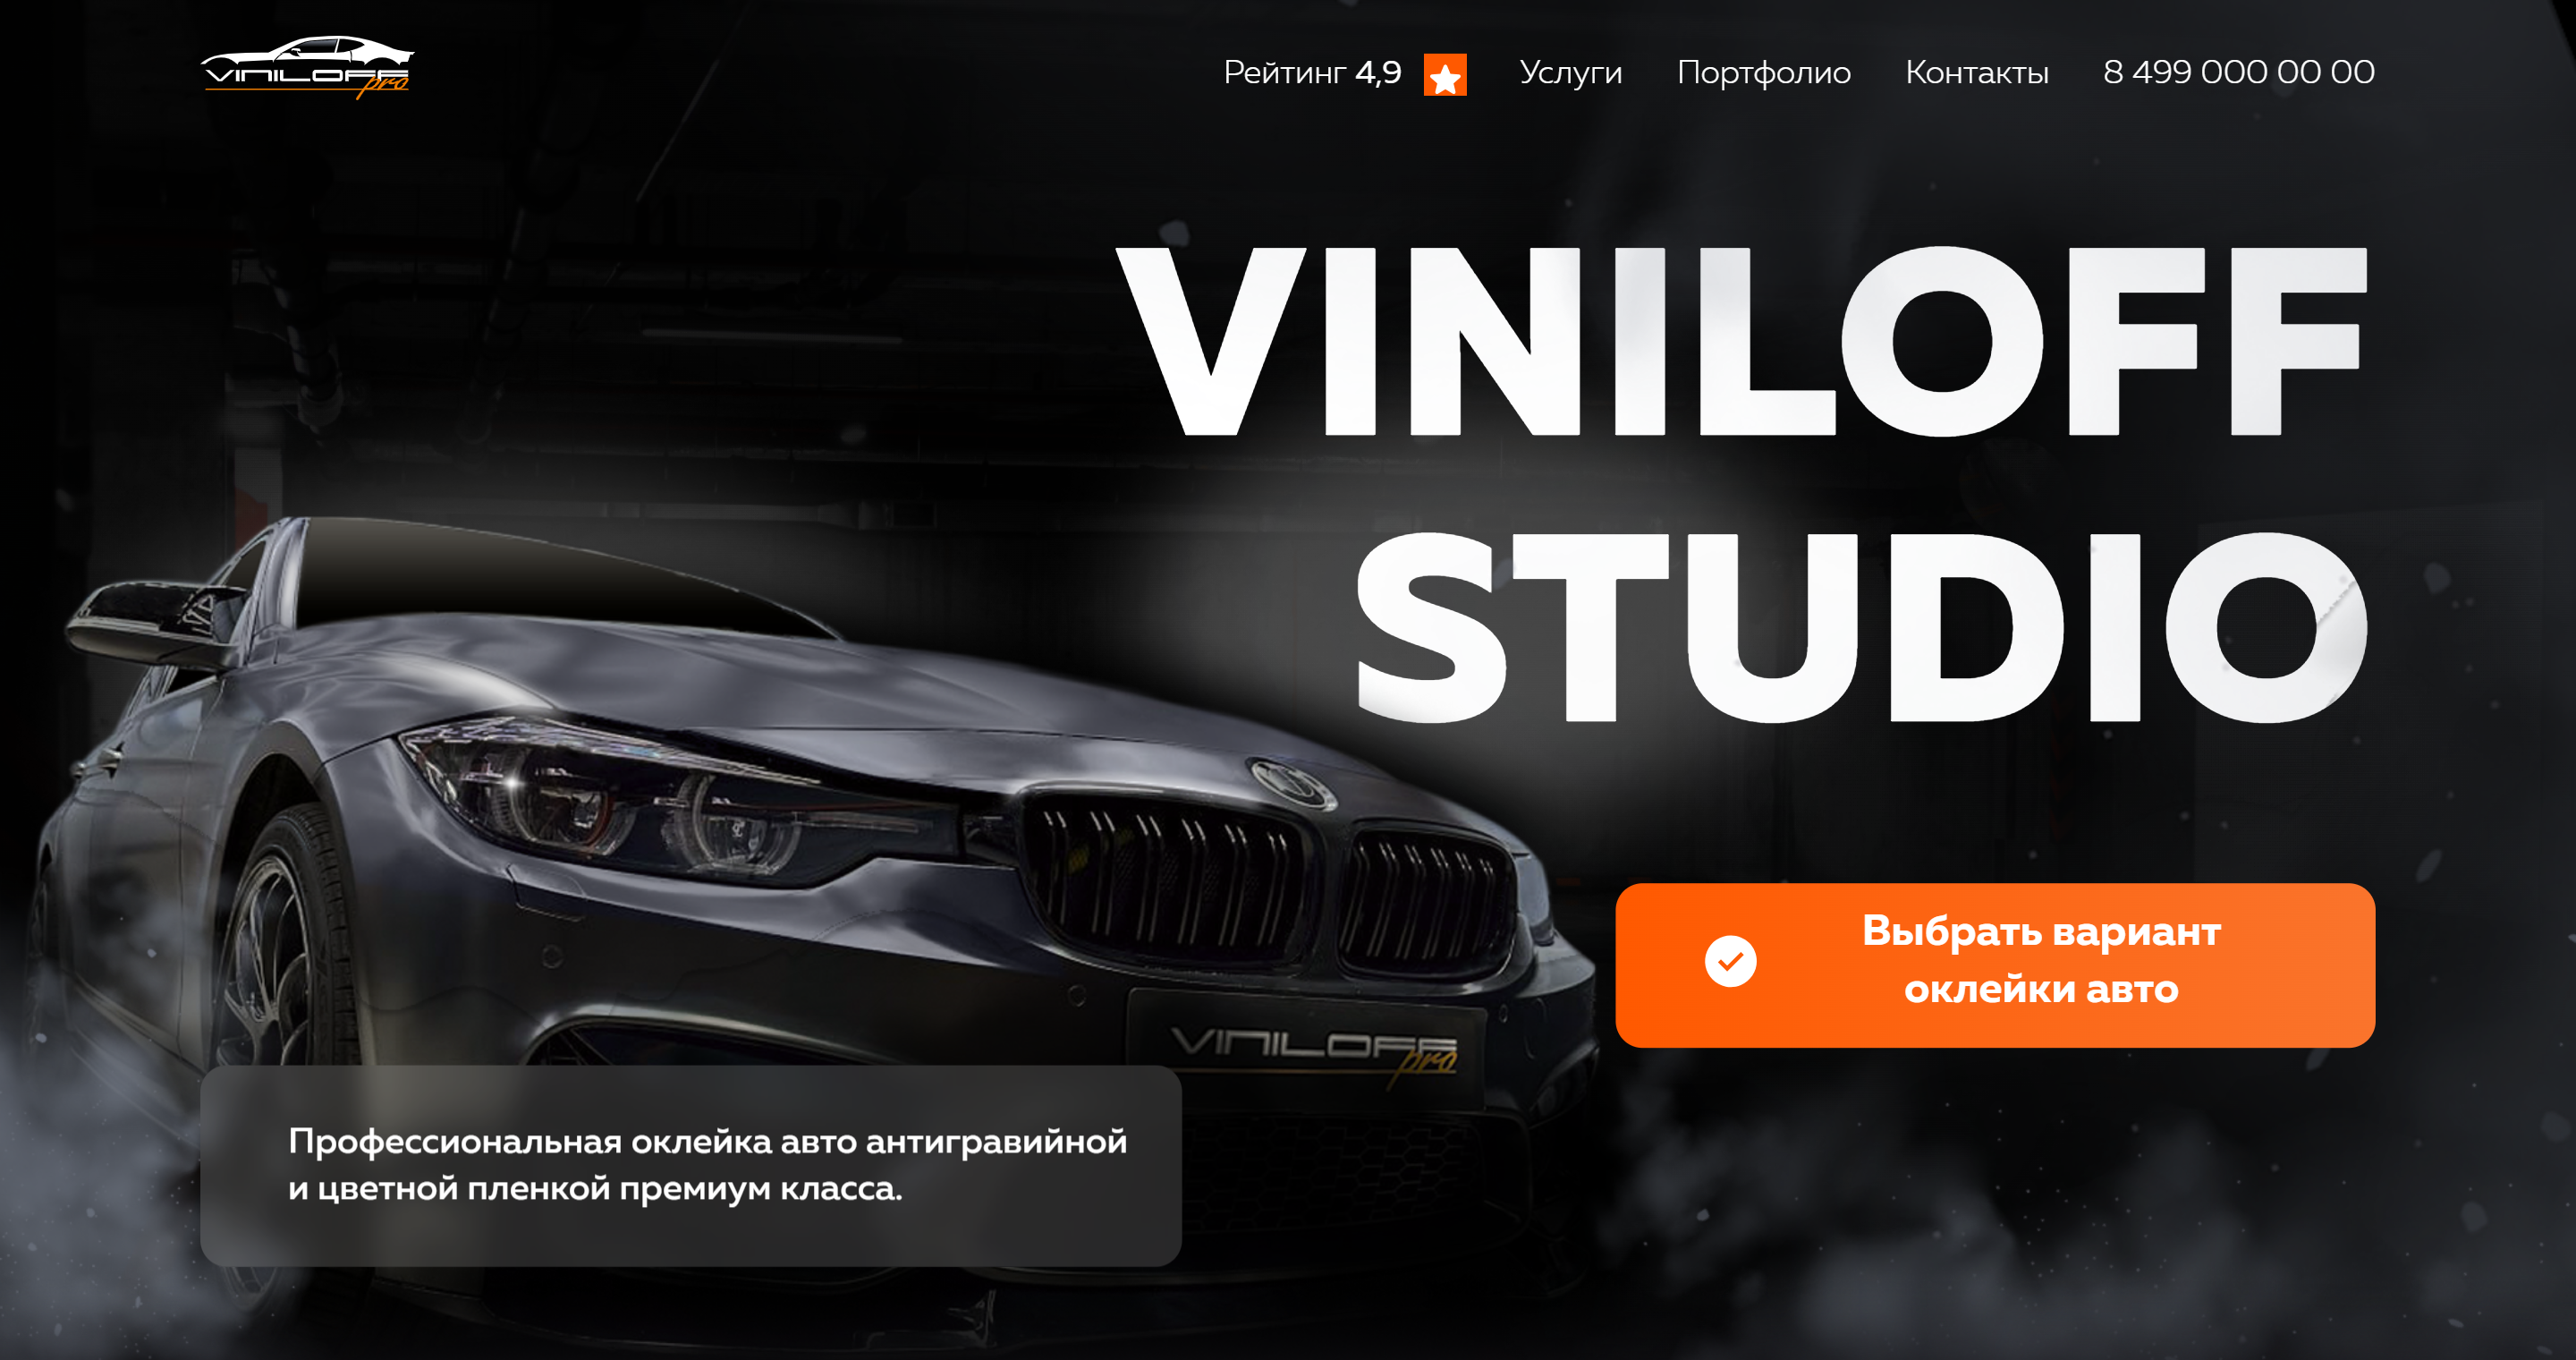 VINILOFF
pro
Рейтинг 4,9
Услуги
Портфолио
Контакты
8 499 000 00 00
VINILOFF
STUDIO
Выбрать вариант
оклейки авто
VINILOFF
pro
Профессиональная оклейка авто антигравийной
и цветной пленкой премиум класса.